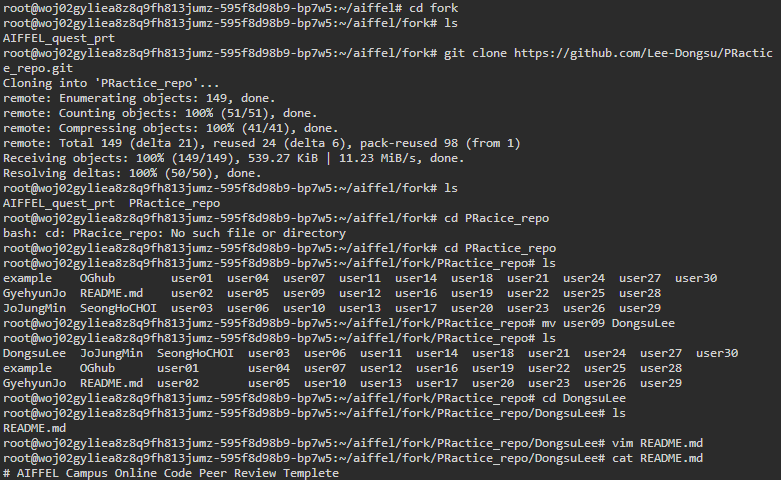 root@woj02gyliea8z8q9fh813jumz-595f8d98b9-bp7w5:~/aiffel# cd fork
root@woj02gyliea8z8q9fh813jumz-595f8d98b9-bp7w5:~/aiffel/fork# ls
AIFFEL_quest_prt
root@woj02gyliea8z8q9fh813jumz-595f8d98b9-bp7w5:~/aiffel/fork# git clone https://github.com/Lee-Dongsu/PRactic
e_repo.git
Cloning into 'PRactice_repo'...
remote: Enumerating objects: 149, done.
remote: Counting objects: 100% (51/51), done.
remote: Compressing objects: 100% (41/41), done.
remote: Total 149 (delta 21), reused 24 (delta 6), pack-reused 98 (from 1)
Receiving objects: 100% (149/149), 539.27 KiB | 11.23 MiB/s, done.
Resolving deltas: 100% (50/50), done.
root@woj02gyliea8z8q9fh813jumz-595f8d98b9-bp7w5:~/aiffel/fork# ls
AIFFEL_quest_prt  PRactice_repo
root@woj02gyliea8z8q9fh813jumz-595f8d98b9-bp7w5:~/aiffel/fork# cd PRacice_repo
bash: cd: PRacice_repo: No such file or directory
root@woj02gyliea8z8q9fh813jumz-595f8d98b9-bp7w5:~/aiffel/fork# cd PRactice_repo
root@woj02gyliea8z8q9fh813jumz-595f8d98b9-bp7w5:~/aiffel/fork/PRactice_repo# ls
example    OGhub       user01  user04  user07  user11  user14  user18  user21  user24  user27  user30
GyehyunJo  README.md   user02  user05  user09  user12  user16  user19  user22  user25  user28
JoJungMin  SeongHoCHOI  user03  user06  user10  user13  user17  user20  user23  user26  user29
root@woj02gyliea8z8q9fh813jumz-595f8d98b9-bp7w5:~/aiffel/fork/PRactice_repo# mv user09 DongsuLee
root@woj02gyliea8z8q9fh813jumz-595f8d98b9-bp7w5:~/aiffel/fork/PRactice_repo# ls
DongsuLee  JoJungMin  SeongHoCHOI  user03  user06  user11  user14  user18  user21  user24  user27  user30
example    OGhub      user01       user04  user07  user12  user16  user19  user22  user25  user28
GyehyunJo  README.md  user02       user05  user10  user13  user17  user20  user23  user26  user29
root@woj02gyliea8z8q9fh813jumz-595f8d98b9-bp7w5:~/aiffel/fork/PRactice_repo# cd DongsuLee
root@woj02gyliea8z8q9fh813jumz-595f8d98b9-bp7w5:~/aiffel/fork/PRactice_repo/DongsuLee# ls
README.md
root@woj02gyliea8z8q9fh813jumz-595f8d98b9-bp7w5:~/aiffel/fork/PRactice_repo/DongsuLee# vim README.md
root@woj02gyliea8z8q9fh813jumz-595f8d98b9-bp7w5:~/aiffel/fork/PRactice_repo/DongsuLee# cat README.md
# AIFFEL Campus Online Code Peer Review Templete